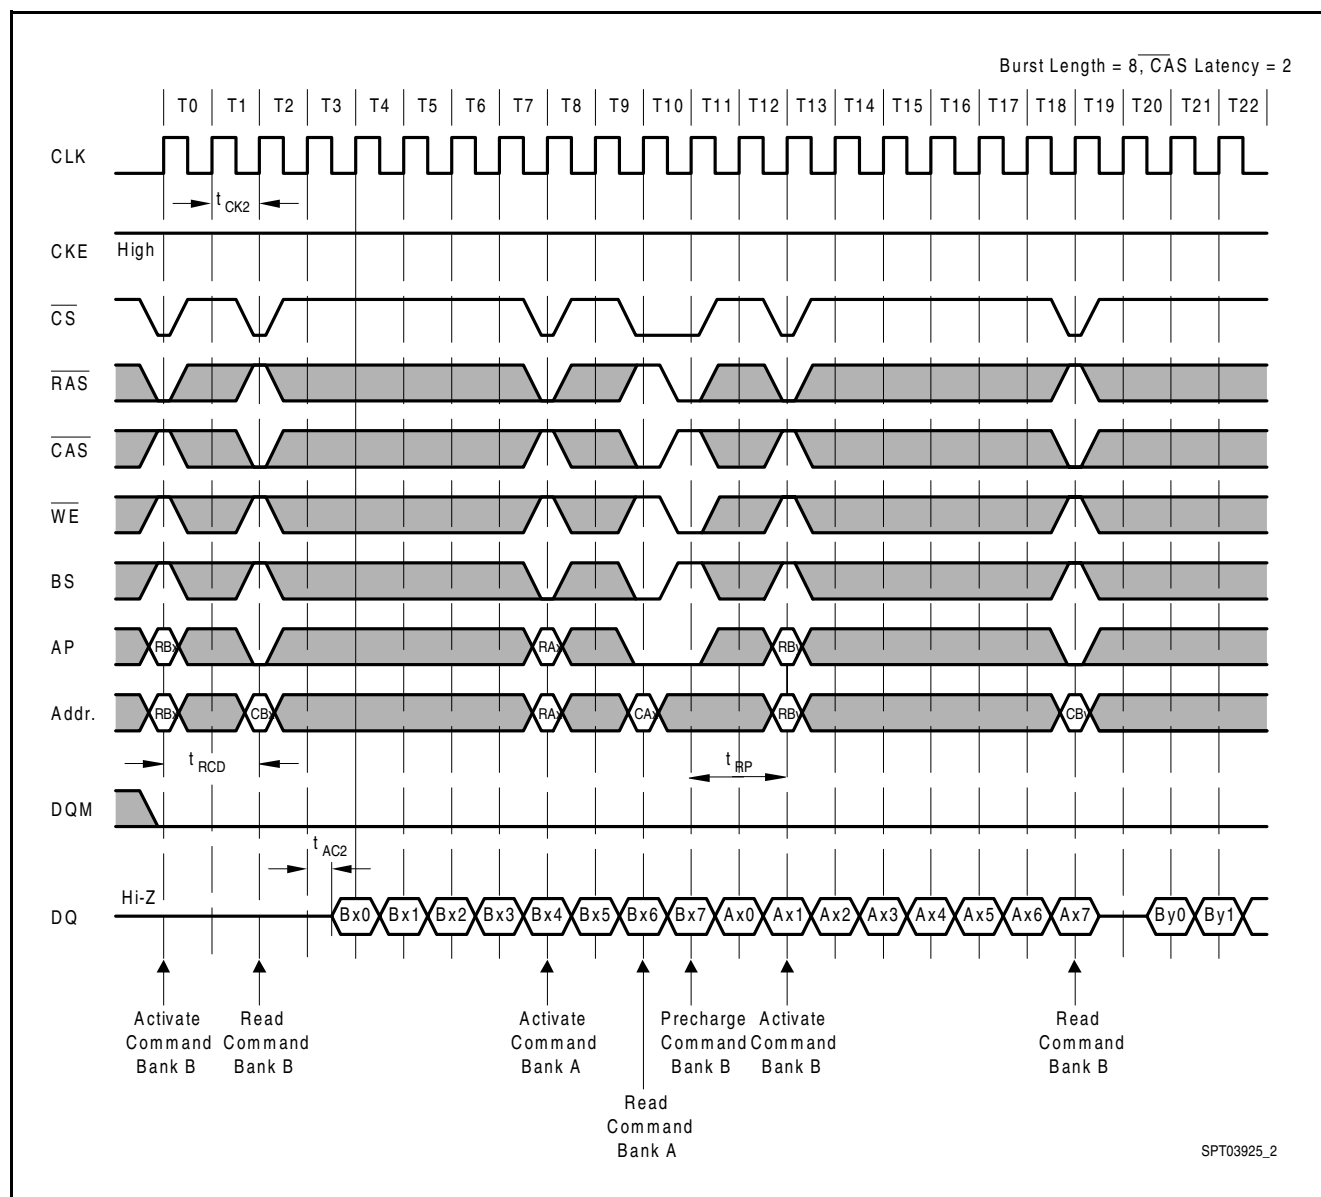 Burst Length = 8, CAS Latency = 2
T0 T1 T2 T3 T4 T5 T6 T7 T8 T9 T10 T11 T12 T13 T14 T15 T16 T17 T18 T19 T20 T21 T22
CLK
t CK2
CKE High
CS
RAS
CAS
WE
BS
AP RBx RAx RBy
Addr. RBx CBx RAx CAx RBy CBy
t RCD t RP
DQM
t AC2
Hi-Z
DQ Bx0 Bx1 Bx2 Bx3 Bx4 Bx5 Bx6 Bx7 Ax0 Ax1 Ax2 Ax3 Ax4 Ax5 Ax6 Ax7 By0 By1
Activate
Command
Bank B
Read
Command
Bank B
Activate
Command
Bank A
Read
Command
Bank A
Precharge
Command
Bank B
Activate
Command
Bank B
Read
Command
Bank B
SPT03925_2